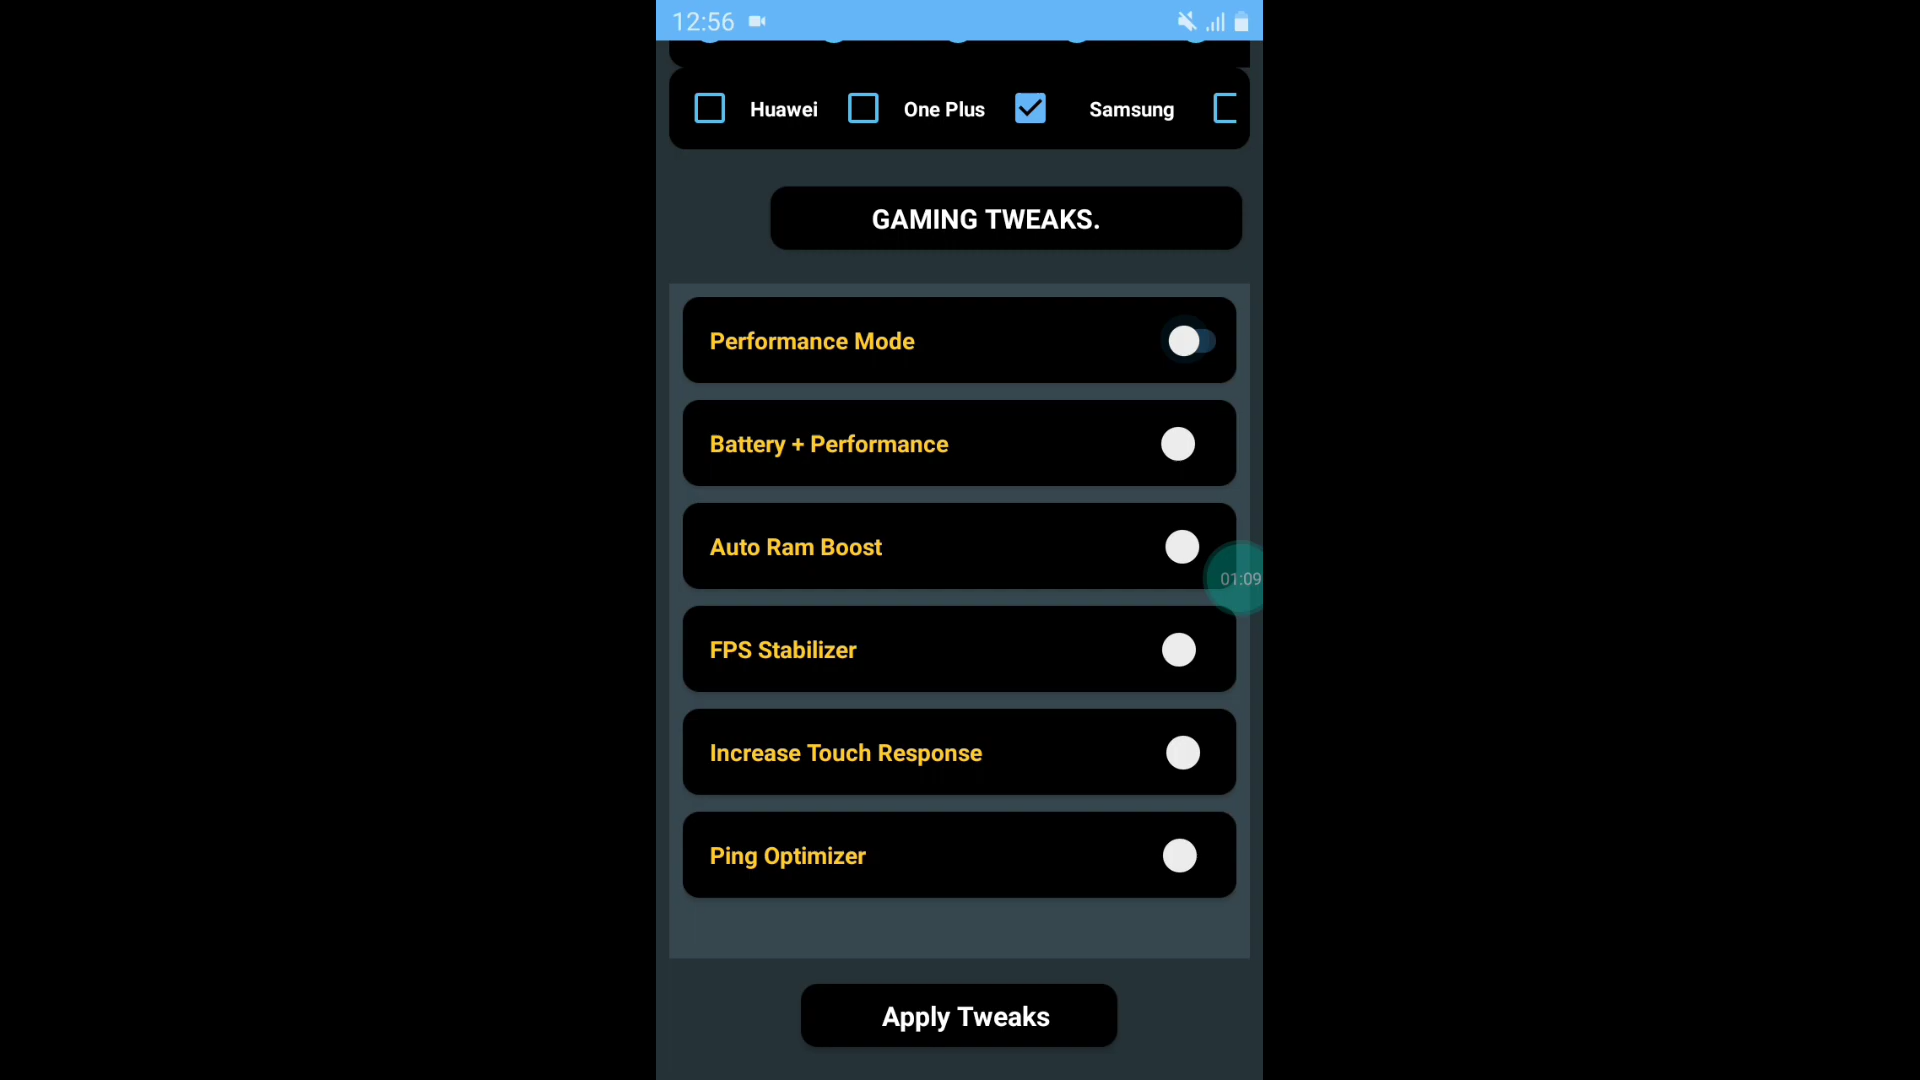 12:56
Huawei
One Plus
Samsung
GAMING TWEAKS.
Performance Mode
Battery + Performance
Auto Ram Boost
01:09
FPS Stabilizer
Increase Touch Response
Ping Optimizer
Apply Tweaks